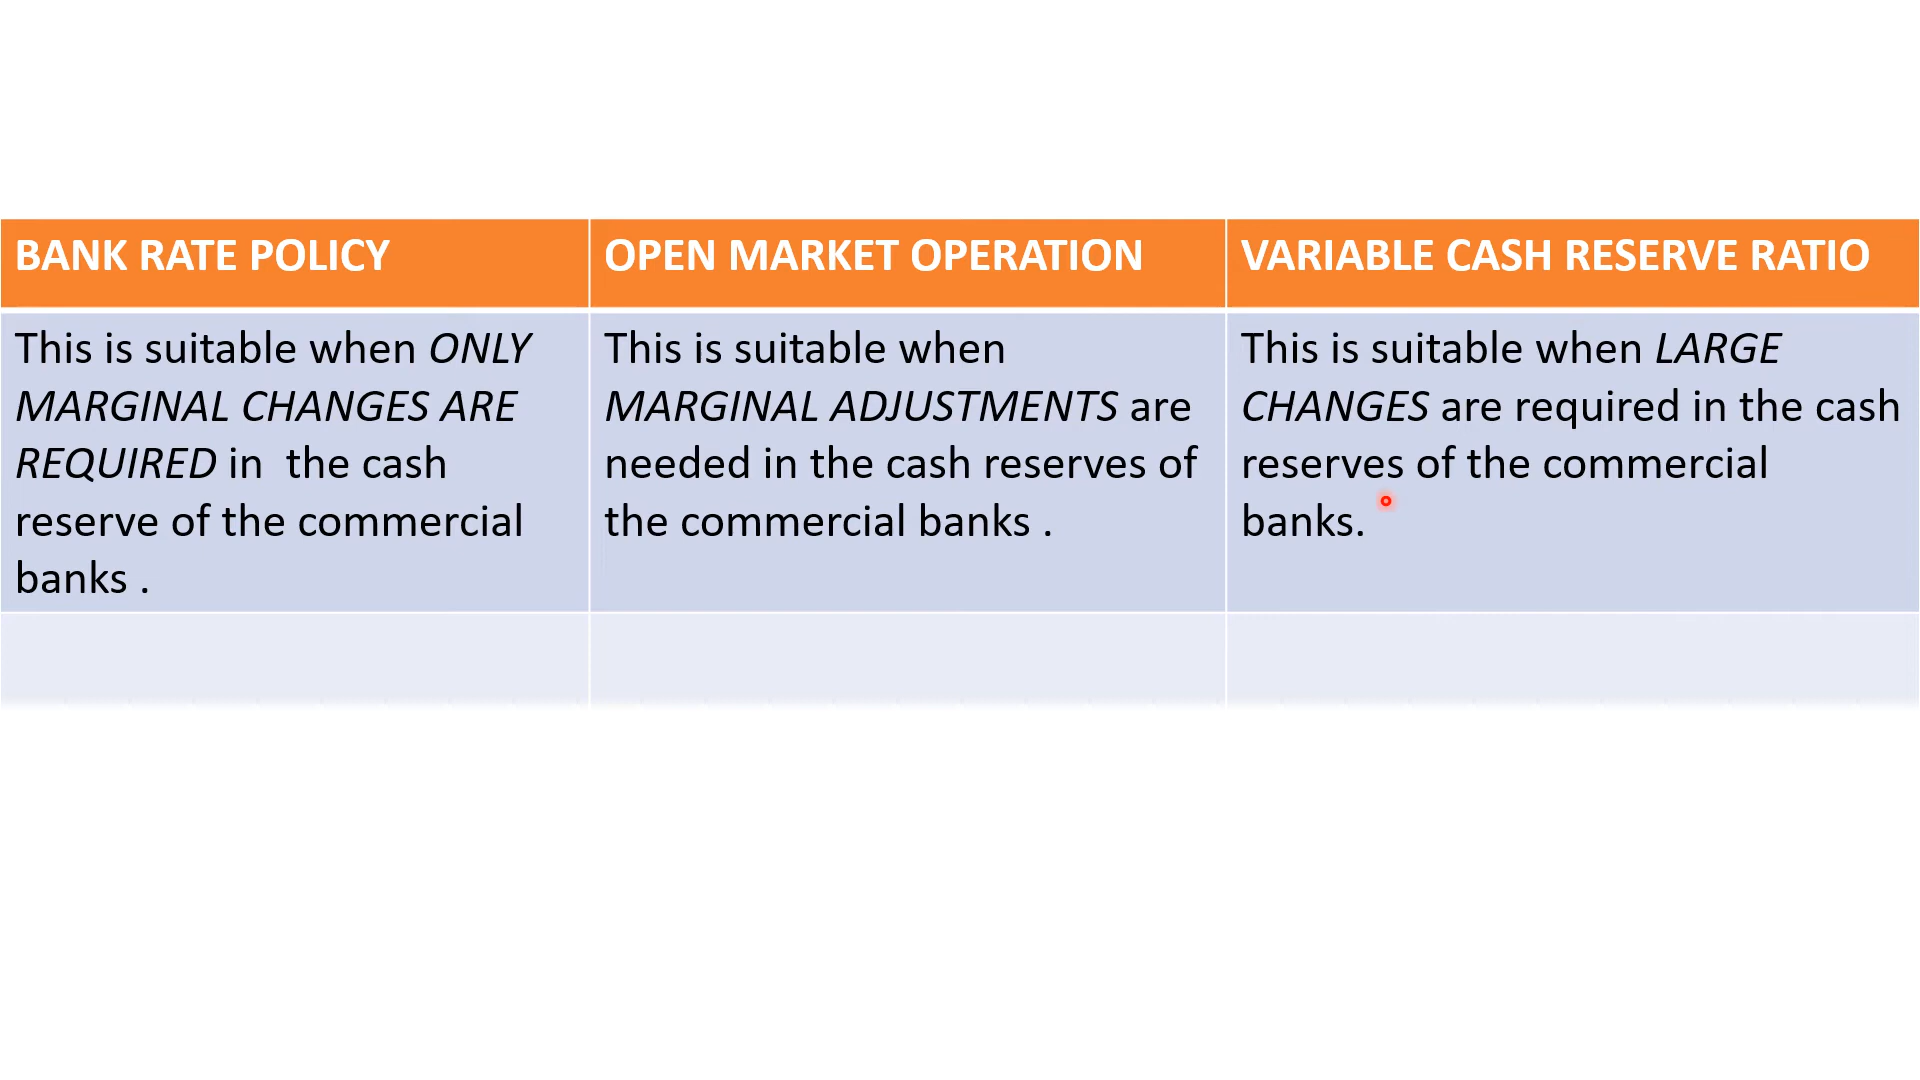 BANK RATE POLICY
OPEN MARKET OPERATION
VARIABLE CASH RESERVE RATIO
This is suitable when ONLY
MARGINAL CHANGES ARE
REQUIRED in  the cash
reserve of the commercial
banks .
This is suitable when
MARGINAL ADJUSTMENTS are
needed in the cash reserves of
the commercial banks .
This is suitable when LARGE
CHANGES are required in the cash
reserves of the commercial
banks.